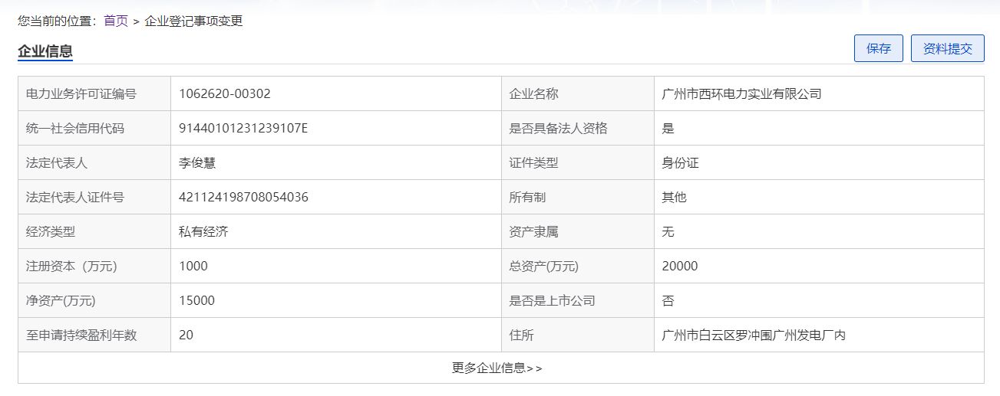 您当前的位置：首页 > 企业登记事项变更
企业信息 保存 资料提交
电力业务许可证编号 1062620-00302 企业名称 广州市西环电力实业有限公司
统一社会信用代码 91440101231239107E 是否具备法人资格 是
法定代表人 李俊慧 证件类型 身份证
法定代表人证件号 421124198708054036 所有制 其他
经济类型 私有经济 资产隶属 无
注册资本（万元） 1000 总资产(万元) 20000
净资产(万元) 15000 是否是上市公司 否
至申请持续盈利年数 20 住所 广州市白云区罗冲围广州发电厂内
更多企业信息>>